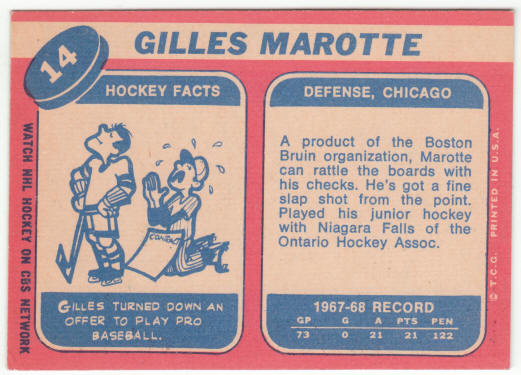 14
GILLES MAROTTE
HOCKEY FACTS
CONTRACT
GILLES TURNED DOWN AN
OFFER TO PLAY PRO
BASEBALL.
DEFENSE, CHICAGO
A product of the Boston
Bruin organization, Marotte
can rattle the boards with
his checks. He's got a fine
slap shot from the point.
Played his junior hockey
with Niagara Falls of the
Ontario Hockey Assoc.
1967-68 RECORD
GP G A PTS PEN
73 0 21 21 122
WATCH NHL HOCKEY ON CBS NETWORK
© T.C.G. PRINTED IN U.S.A.